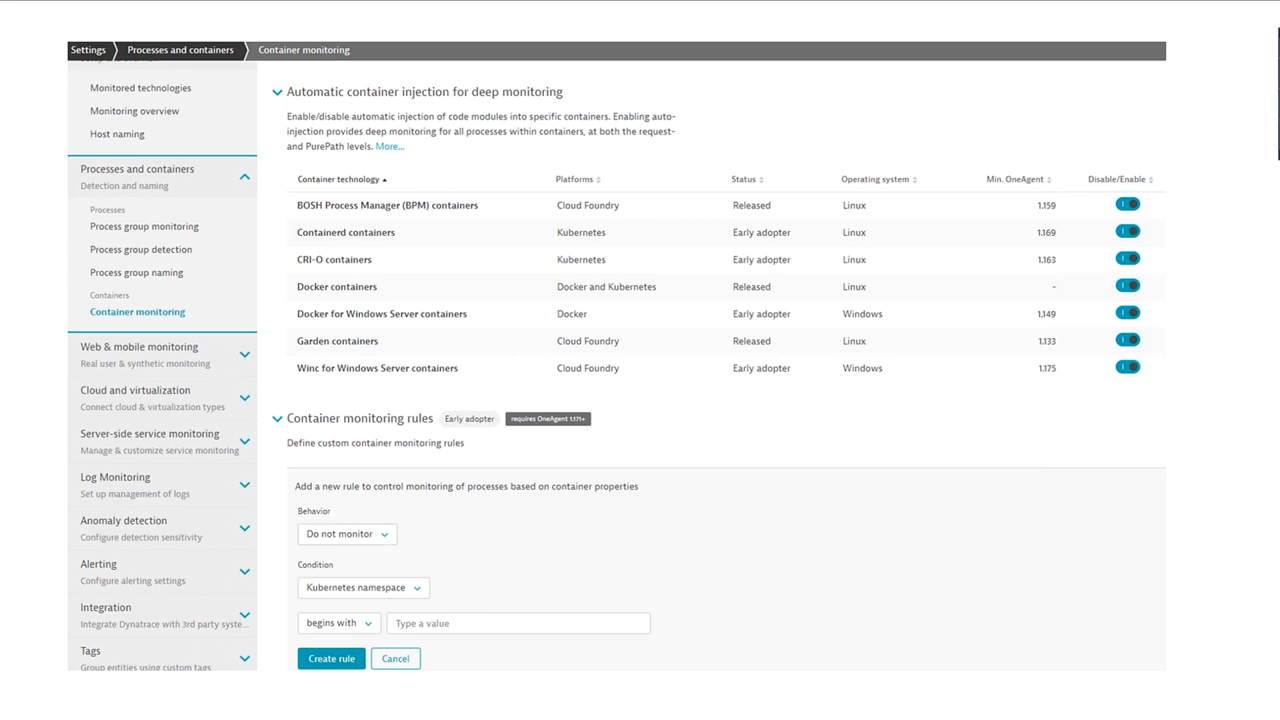 Settings Processes and containers Container monitoring
Monitored technologies
Monitoring overview
Host naming
Processes and containers
Detection and naming
Processes
Process group monitoring
Process group detection
Process group naming
Containers
Container monitoring
Web & mobile monitoring
Real user & synthetic monitoring
Cloud and virtualization
Connect cloud & virtualization types
Server-side service monitoring
Manage & customize service monitoring
Log Monitoring
Set up management of logs
Anomaly detection
Configure detection sensitivity
Alerting
Configure alerting settings
Integration
Integrate Dynatrace with 3rd party syste...
Tags
Group entities using custom tags
Automatic container injection for deep monitoring
Enable/disable automatic injection of code modules into specific containers. Enabling auto-
injection provides deep monitoring for all processes within containers, at both the request-
and PurePath levels. More...
Container technology Platforms Status Operating system Min. OneAgent Disable/Enable
BOSH Process Manager (BPM) containers Cloud Foundry Released Linux 1.159
Containerd containers Kubernetes Early adopter Linux 1.169
CRI-O containers Kubernetes Early adopter Linux 1.163
Docker containers Docker and Kubernetes Released Linux -
Docker for Windows Server containers Docker Early adopter Windows 1.149
Garden containers Cloud Foundry Released Linux 1.133
Winc for Windows Server containers Cloud Foundry Early adopter Windows 1.175
Container monitoring rules Early adopter requires OneAgent 1.171+
Define custom container monitoring rules
Add a new rule to control monitoring of processes based on container properties
Behavior
Do not monitor
Condition
Kubernetes namespace
begins with Type a value
Create rule Cancel